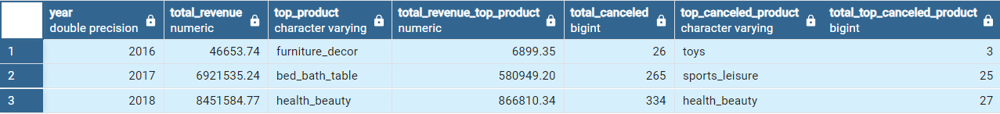 year total_revenue top_product total_revenue_top_product total_canceled top_canceled_product total_top_canceled_product
double precision numeric character varying numeric bigint character varying bigint
1 2016 46653.74 furniture_decor 6899.35 26 toys 3
2 2017 6921535.24 bed_bath_table 580949.20 265 sports_leisure 25
3 2018 8451584.77 health_beauty 866810.34 334 health_beauty 27